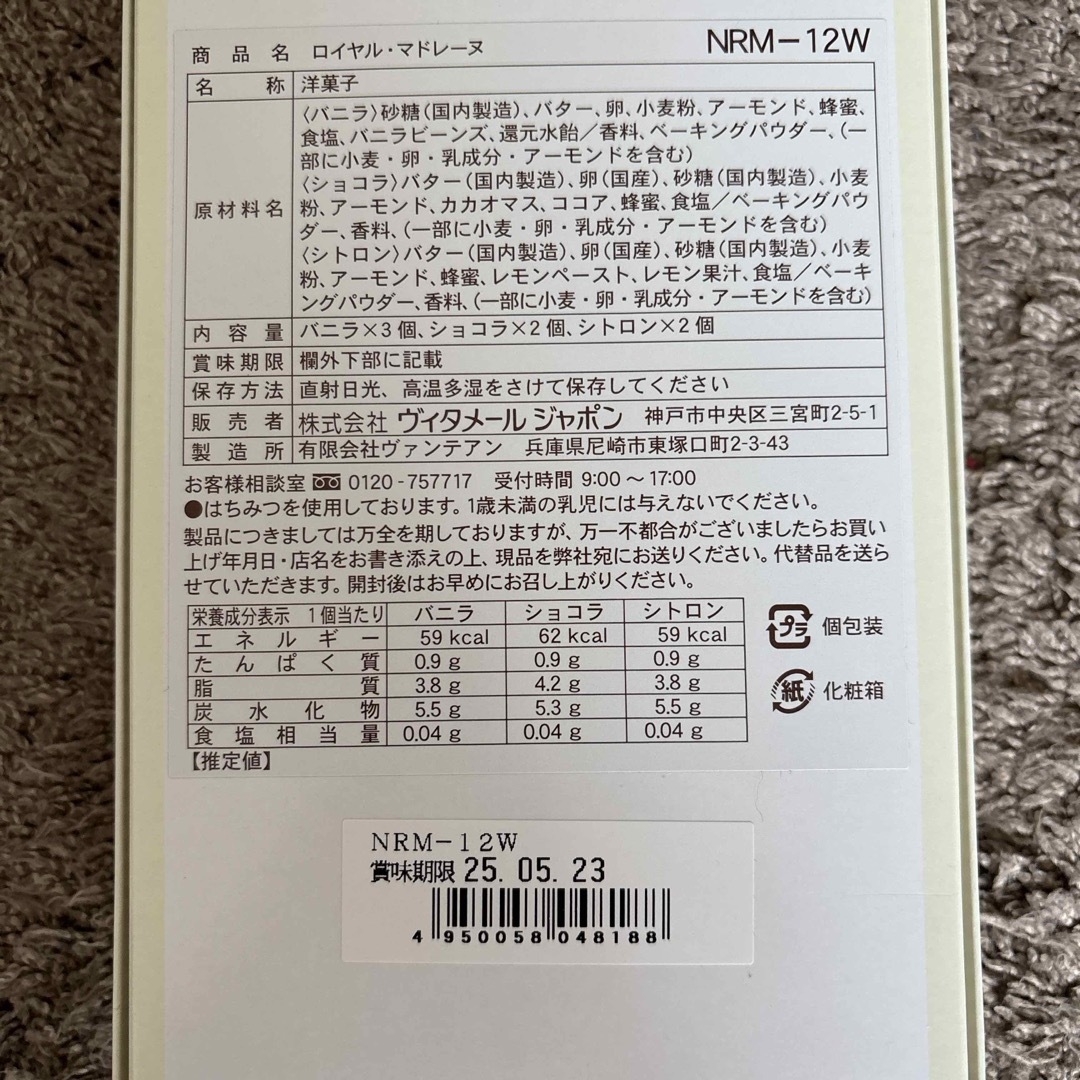 商品名 ロイヤル・マドレーヌ NRM-12W
名称 洋菓子
原材料名 〈バニラ〉砂糖(国内製造)、バター、卵、小麦粉、アーモンド、蜂蜜、
食塩、バニラビーンズ、還元水飴／香料、ベーキングパウダー、(一
部に小麦・卵・乳成分・アーモンドを含む)
〈ショコラ〉バター(国内製造)、卵(国産)、砂糖(国内製造)、小麦
粉、アーモンド、カカオマス、ココア、蜂蜜、食塩／ベーキングパウ
ダー、香料、(一部に小麦・卵・乳成分・アーモンドを含む)
〈シトロン〉バター(国内製造)、卵(国産)、砂糖(国内製造)、小麦
粉、アーモンド、蜂蜜、レモンペースト、レモン果汁、食塩／ベーキ
ングパウダー、香料、(一部に小麦・卵・乳成分・アーモンドを含む)
内容量 バニラ×3個、ショコラ×2個、シトロン×2個
賞味期限 欄外下部に記載
保存方法 直射日光、高温多湿をさけて保存してください
販売者 株式会社 ヴィタメール ジャポン 神戸市中央区三宮町2-5-1
製造所 有限会社ヴァンテアン 兵庫県尼崎市東塚口町2-3-43
お客様相談室 0120-757717 受付時間 9:00～17:00
●はちみつを使用しております。1歳未満の乳児には与えないでください。
製品につきましては万全を期しておりますが、万一不都合がございましたらお買い
上げ年月日・店名をお書き添えの上、現品を弊社宛にお送りください。代替品を送ら
せていただきます。開封後はお早めにお召し上がりください。
栄養成分表示 1個当たり バニラ ショコラ シトロン
エネルギー 59 kcal 62 kcal 59 kcal
たんぱく質 0.9 g 0.9 g 0.9 g
脂質 3.8 g 4.2 g 3.8 g
炭水化物 5.5 g 5.3 g 5.5 g
食塩相当量 0.04 g 0.04 g 0.04 g
【推定値】
プラ 個包装
紙 化粧箱
NRM-12W
賞味期限 25.05.23
4 950058 048188